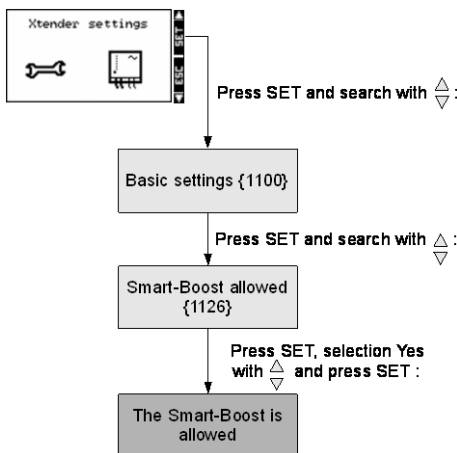 Xtender settings
SET
ESC
Press SET and search with :
Basic settings {1100}
Press SET and search with :
Smart-Boost allowed
{1126}
Press SET, selection Yes
with and press SET :
The Smart-Boost is
allowed